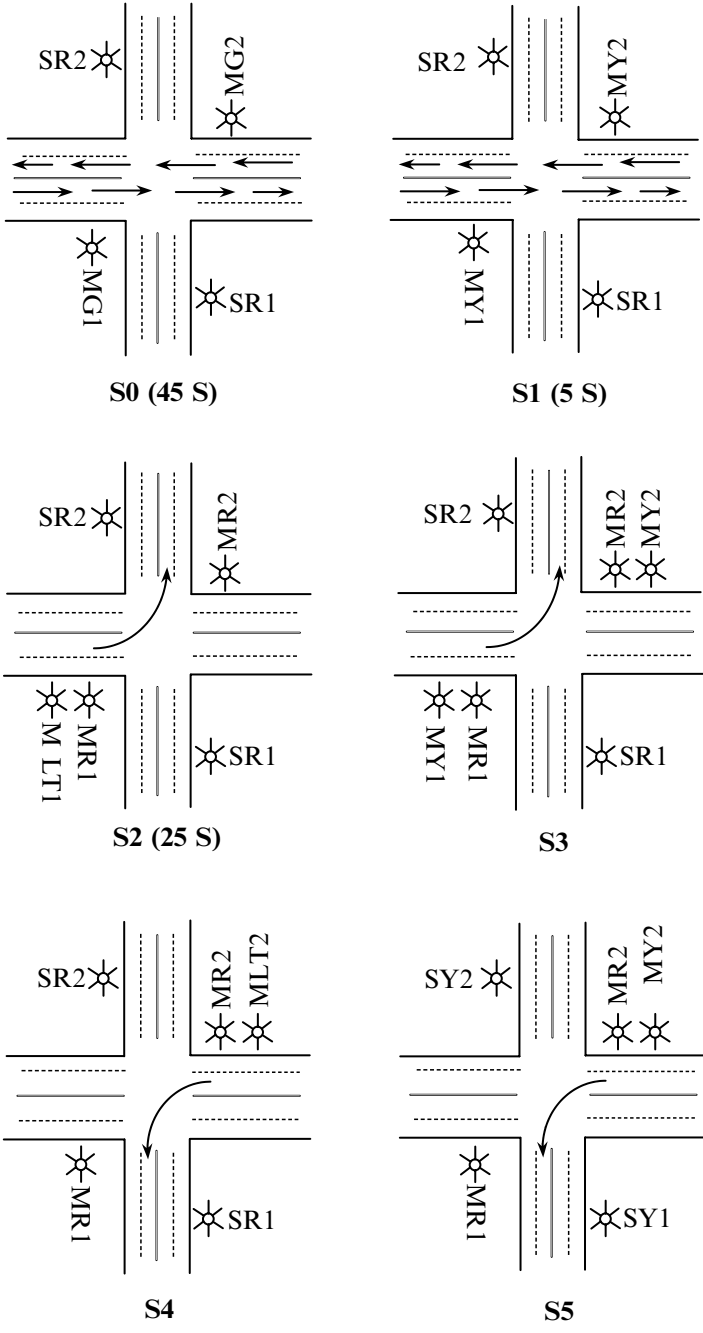 SR2
MG2
MG1
SR1
S0 (45 S)
SR2
MY2
MY1
SR1
S1 (5 S)
SR2
MR2
M LT1
MR1
SR1
S2 (25 S)
SR2
MR2
MY2
MY1
MR1
SR1
S3
SR2
MR2
MLT2
MR1
SR1
S4
SY2
MR2
MY2
MR1
SY1
S5